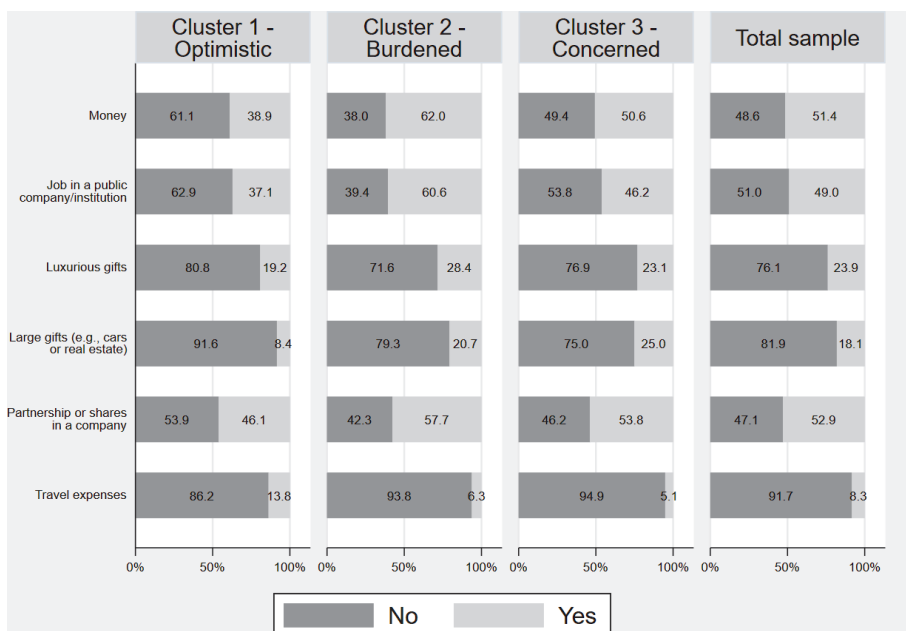 Cluster 1 -
Optimistic
Cluster 2 -
Burdened
Cluster 3 -
Concerned
Total sample
Money
61.1 38.9 38.0 62.0 49.4 50.6 48.6 51.4
Job in a public
company/institution
62.9 37.1 39.4 60.6 53.8 46.2 51.0 49.0
Luxurious gifts
80.8 19.2 71.6 28.4 76.9 23.1 76.1 23.9
Large gifts (e.g., cars
or real estate)
91.6 8.4 79.3 20.7 75.0 25.0 81.9 18.1
Partnership or shares
in a company
53.9 46.1 42.3 57.7 46.2 53.8 47.1 52.9
Travel expenses
86.2 13.8 93.8 6.3 94.9 5.1 91.7 8.3
0% 50% 100% 0% 50% 100% 0% 50% 100% 0% 50% 100%
No Yes